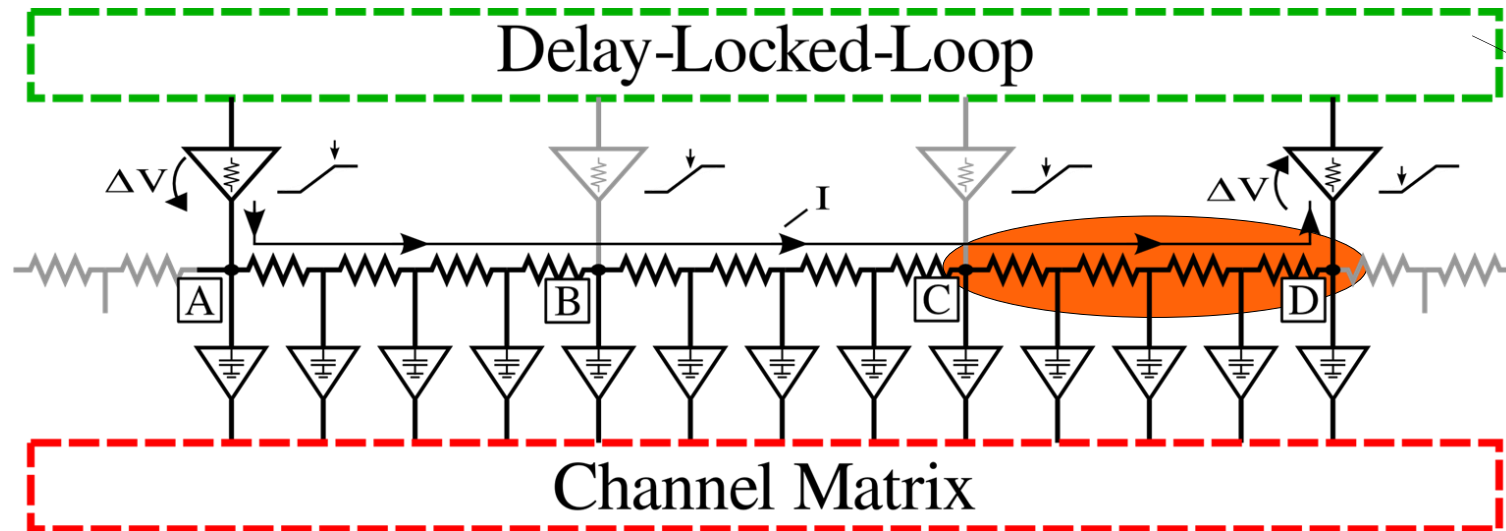 Delay-Locked-Loop
ΔV
ΔV
I
A
B
C
D
Channel Matrix